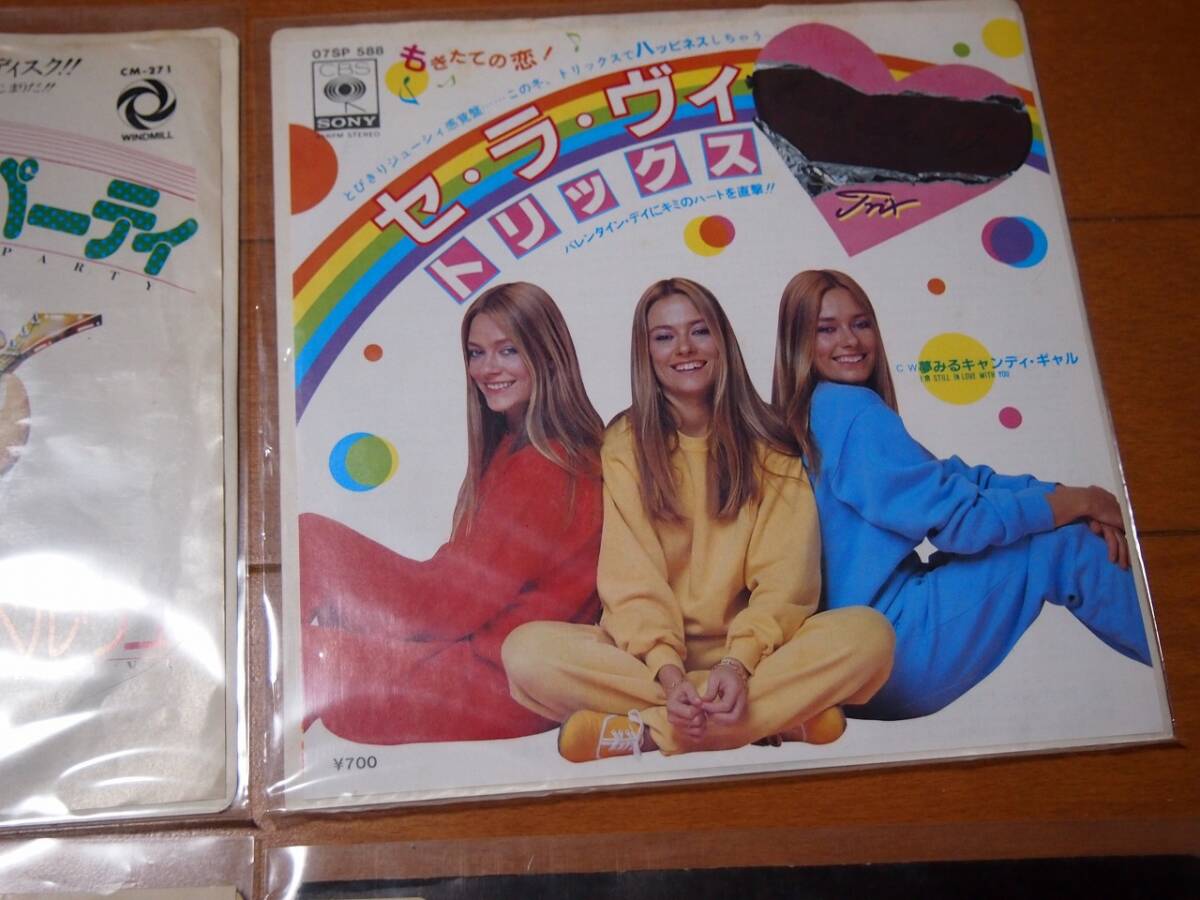 ィスク!!
CM-271
WINDMILL
パーティ
PARTY
07SP 588
CBS
SONY
STEREO
もぎたての恋!
とびきりジューシィ感覚盤……この冬、トリックスでハッピネスしちゃう
セ・ラ・ヴィ
トリックス
バレンタイン・デイにキミのハートを直撃!!
Trix
C/W夢みるキャンディ・ギャル
I'M STILL IN LOVE WITH YOU
¥700